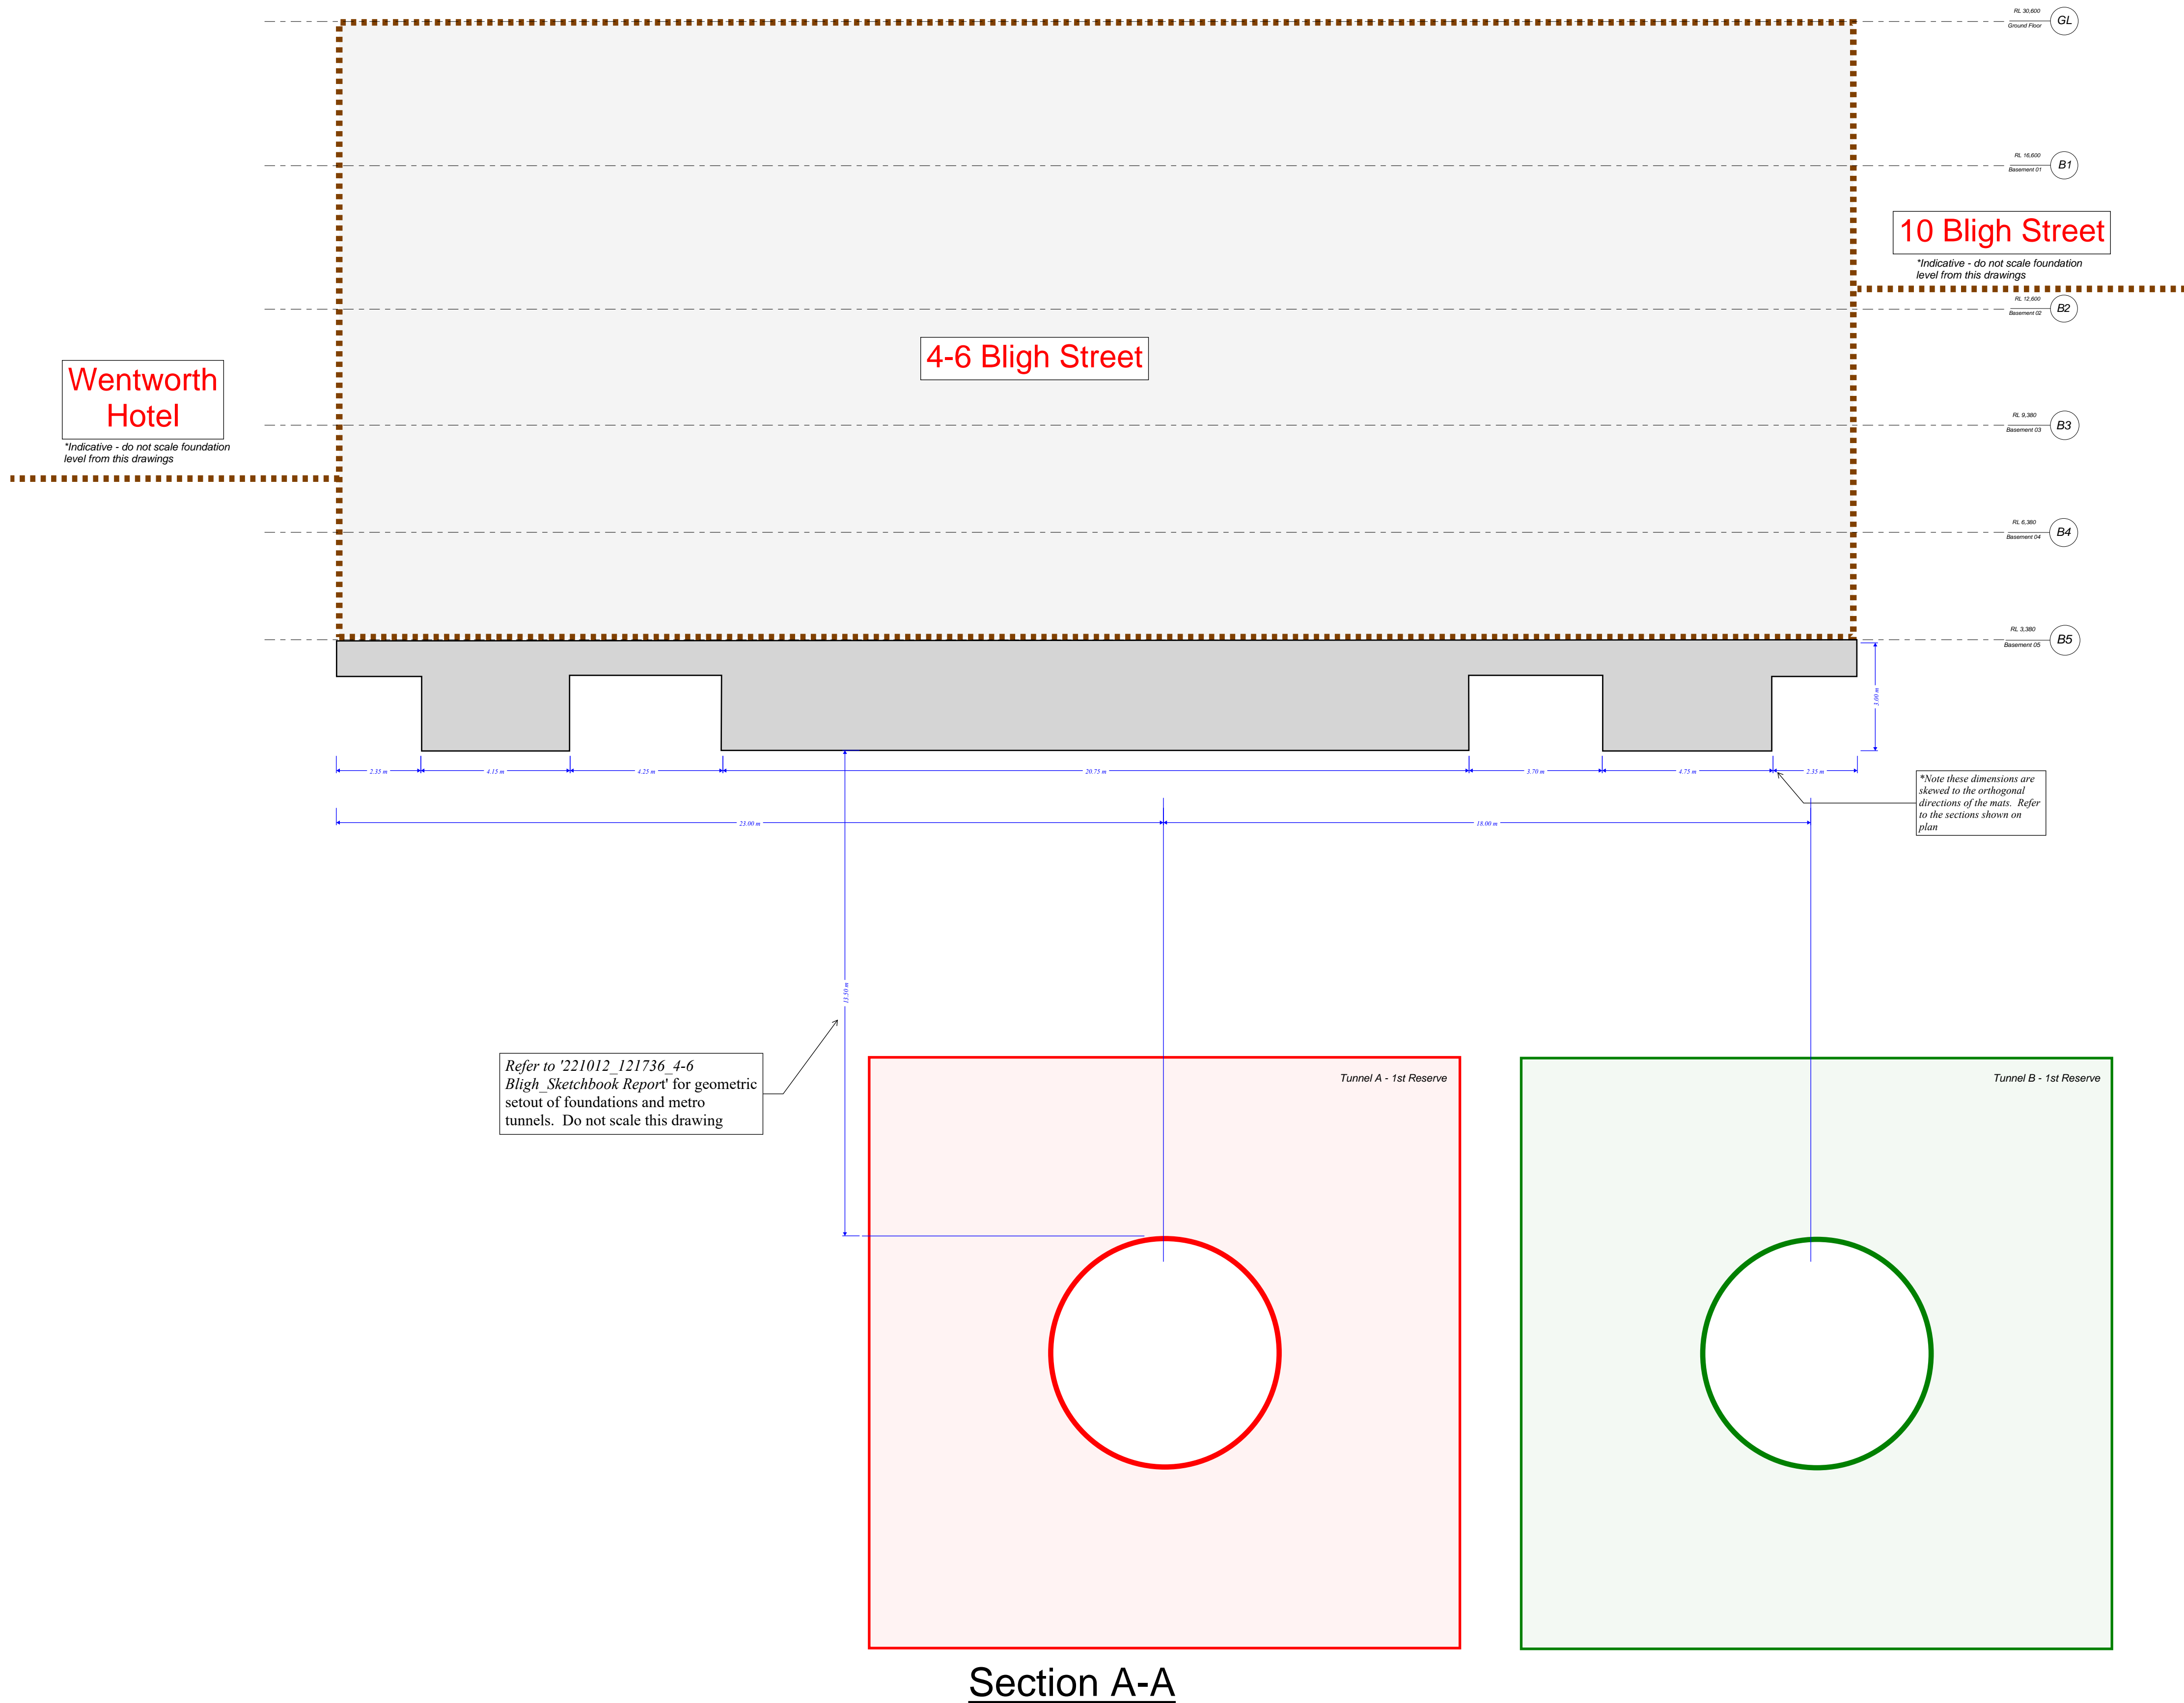 RL 30,600
GL
Ground Floor
RL 16,600
B1
Basement 01
10 Bligh Street
*Indicative - do not scale foundation
level from this drawings
RL 12,600
B2
Basement 02
4-6 Bligh Street
Wentworth
Hotel
*Indicative - do not scale foundation
level from this drawings
RL 9,380
B3
Basement 03
RL 6,380
B4
Basement 04
RL 3,380
B5
Basement 05
3.00 m
2.35 m
4.15 m
4.25 m
20.75 m
3.70 m
4.75 m
2.35 m
*Note these dimensions are
skewed to the orthogonal
directions of the mats. Refer
to the sections shown on
plan
23.00 m
18.00 m
13.50 m
Refer to '221012_121736_4-6
Bligh_Sketchbook Report' for geometric
setout of foundations and metro
tunnels. Do not scale this drawing
Tunnel A - 1st Reserve
Tunnel B - 1st Reserve
Section A-A